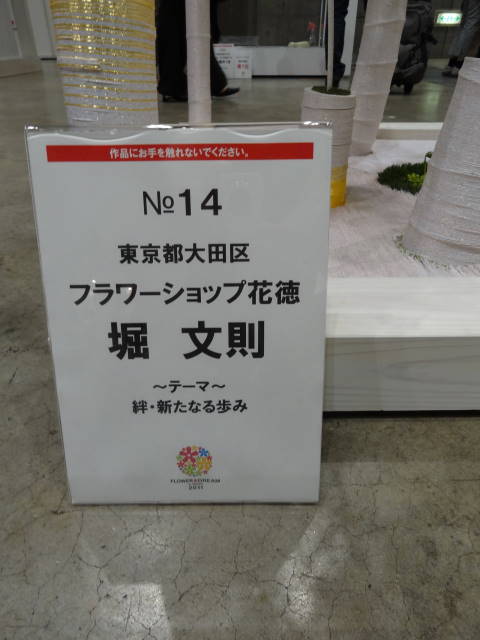 作品にお手を触れないでください。
№14
東京都大田区
フラワーショップ花徳
堀 文則
～テーマ～
絆・新たなる歩み
FLOWER&DREAM
2011